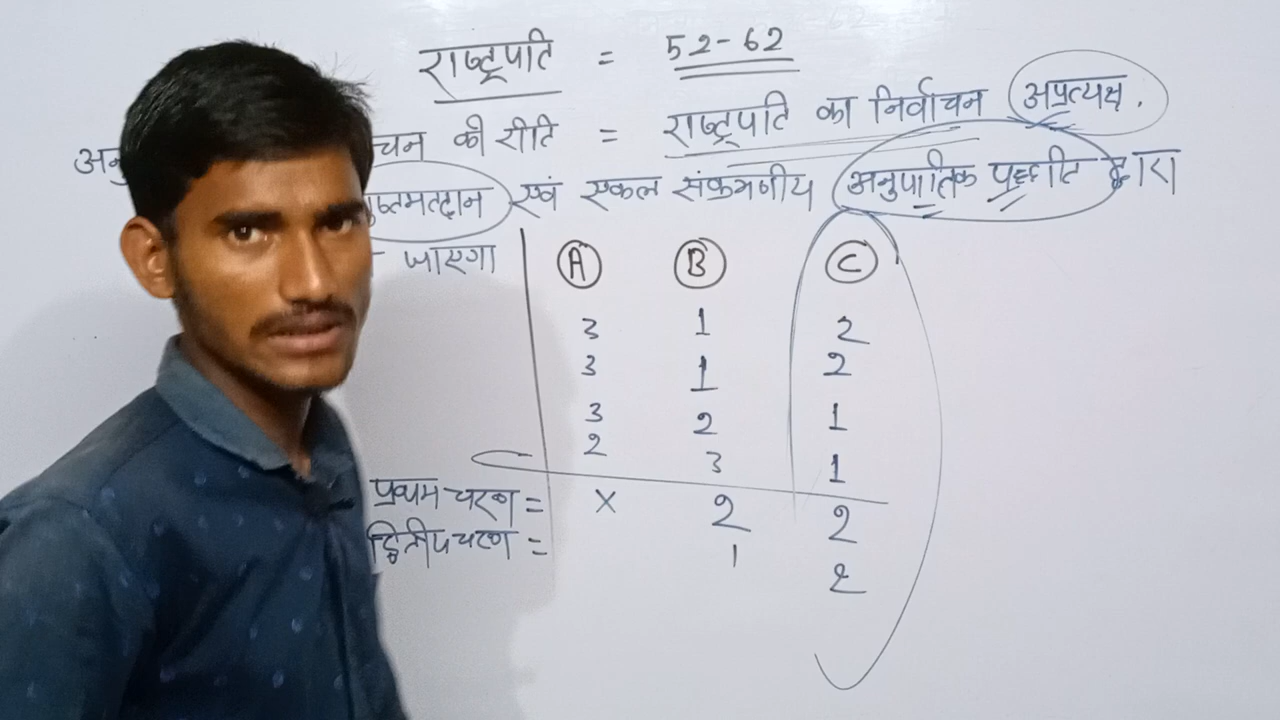 राष्ट्रपति = 52-62
चन की रीति = राष्ट्रपति का निर्वाचन अप्रत्यक्ष.
एवं एकल संक्रमणीय अनुपातिक पद्धति द्वारा
जाएगा A B C
3 1 2
3 1 2
3 2 1
2 3 1
प्रथम चरण = × 2 2
द्वितीय चरण = 1 2